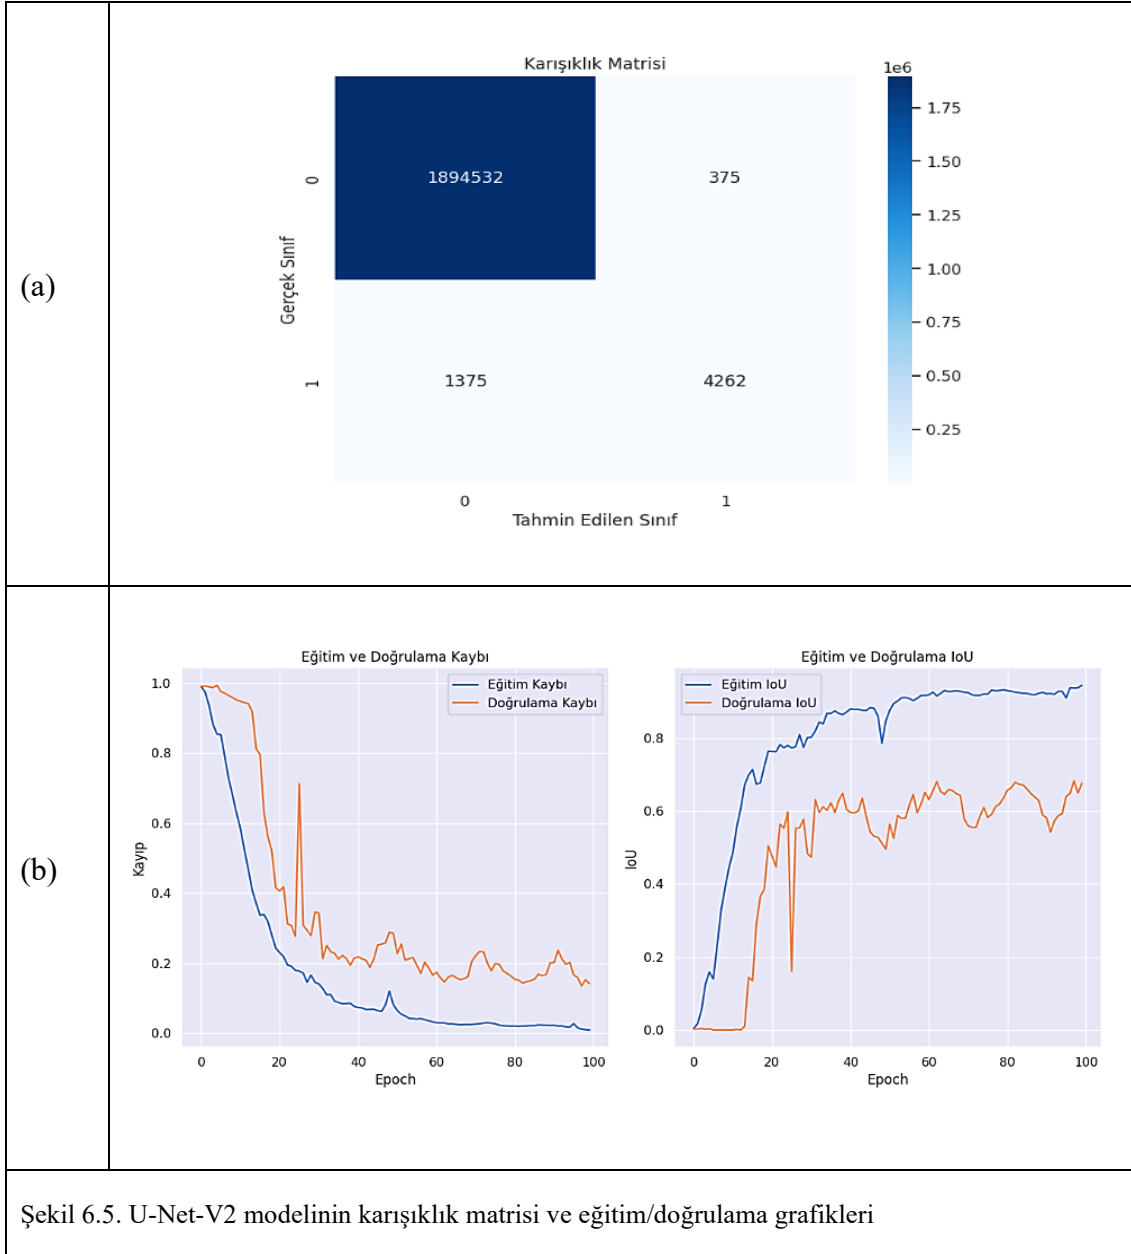 (a)
Karışıklık Matrisi
1e6
1894532
375
1375
4262
0
1
Gerçek Sınıf
0
1
Tahmin Edilen Sınıf
1.75
1.50
1.25
1.00
0.75
0.50
0.25
(b)
Eğitim ve Doğrulama Kaybı
Eğitim Kaybı
Doğrulama Kaybı
1.0
0.8
0.6
0.4
0.2
0.0
Kayıp
0 20 40 60 80 100
Epoch
Eğitim ve Doğrulama IoU
Eğitim IoU
Doğrulama IoU
0.8
0.6
0.4
0.2
0.0
IoU
0 20 40 60 80 100
Epoch
Şekil 6.5. U-Net-V2 modelinin karışıklık matrisi ve eğitim/doğrulama grafikleri